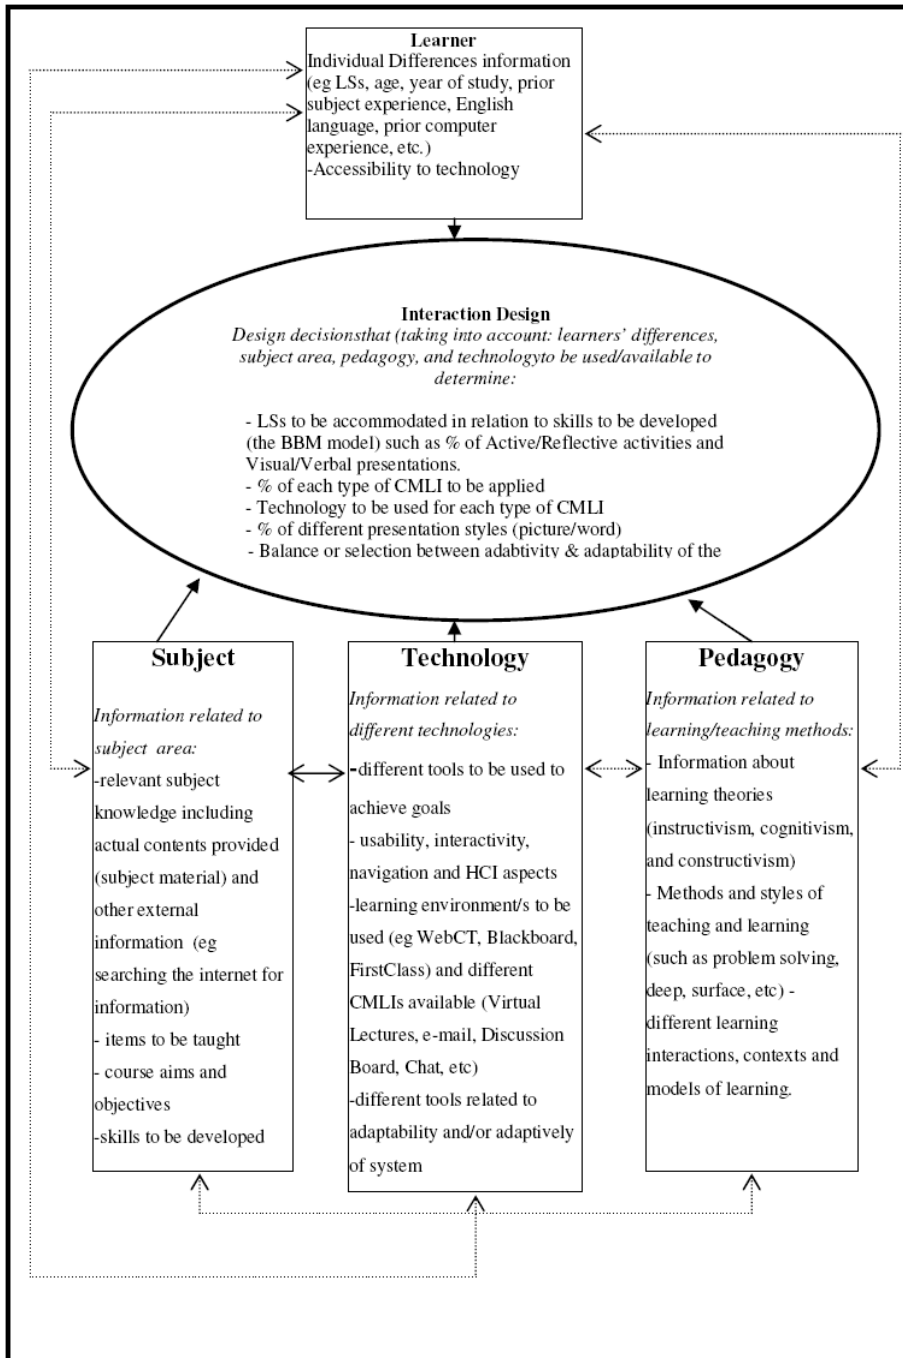 Learner
Individual Differences information
(eg LSs, age, year of study, prior
subject experience, English
language, prior computer
experience, etc.)
-Accessibility to technology
Interaction Design
Design decisionsthat (taking into account: learners' differences,
subject area, pedagogy, and technologyto be used/available to
determine:
- LSs to be accommodated in relation to skills to be developed
(the BBM model) such as % of Active/Reflective activities and
Visual/Verbal presentations.
- % of each type of CMLI to be applied
- Technology to be used for each type of CMLI
- % of different presentation styles (picture/word)
- Balance or selection between adabtivity & adaptability of the
Subject
Information related to
subject area:
-relevant subject
knowledge including
actual contents provided
(subject material) and
other external
information (eg
searching the internet for
information)
- items to be taught
- course aims and
objectives
-skills to be developed
Technology
Information related to
different technologies:
-different tools to be used to
achieve goals
- usability, interactivity,
navigation and HCI aspects
-learning environment/s to be
used (eg WebCT, Blackboard,
FirstClass) and different
CMLIs available (Virtual
Lectures, e-mail, Discussion
Board, Chat, etc)
-different tools related to
adaptability and/or adaptively
of system
Pedagogy
Information related to
learning/teaching methods:
- Information about
learning theories
(instructivism, cognitivism,
and constructivism)
- Methods and styles of
teaching and learning
(such as problem solving,
deep, surface, etc) -
different learning
interactions, contexts and
models of learning.